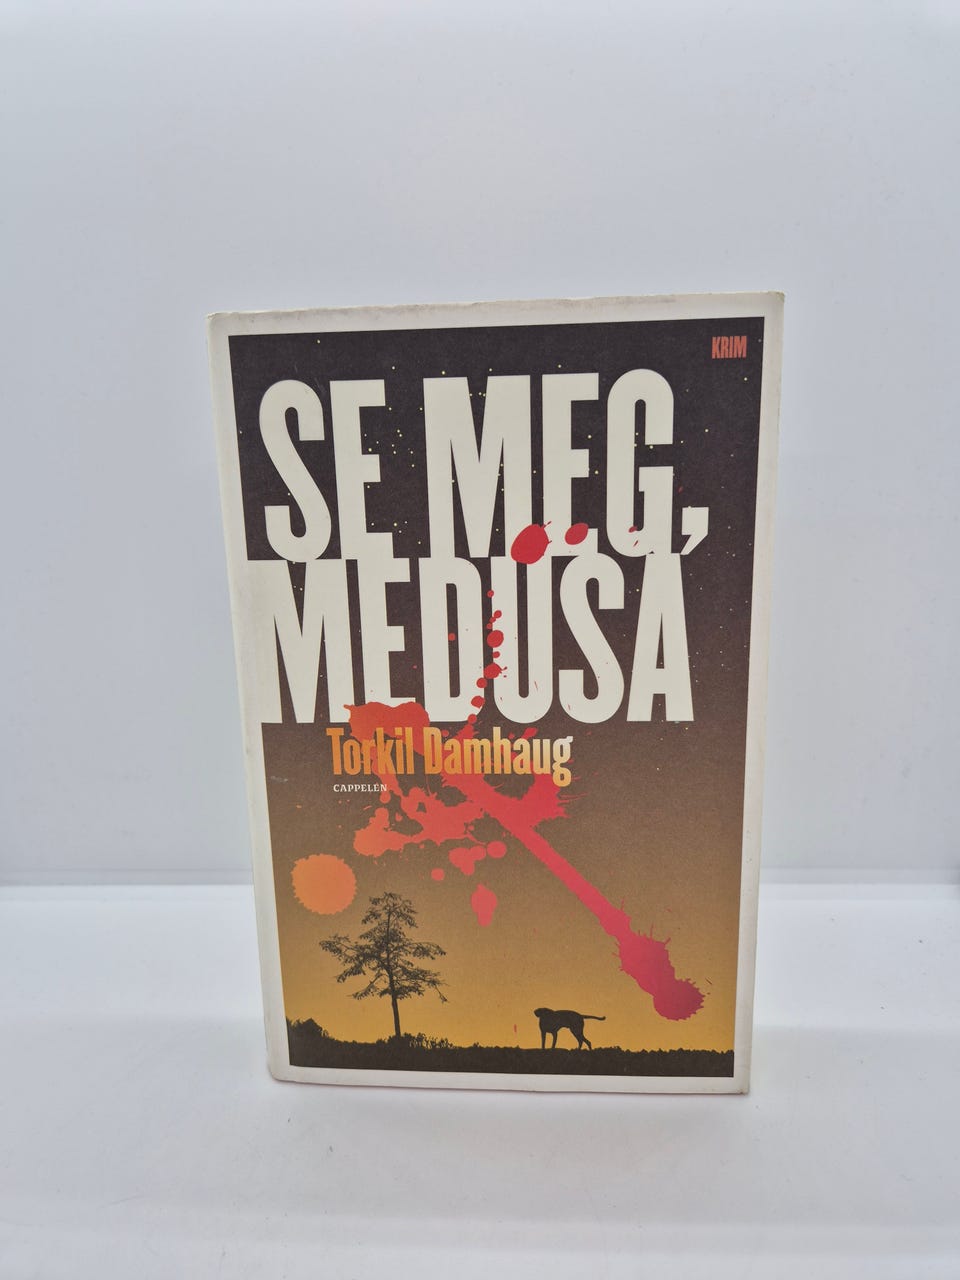 KRIM
SE MEG,
MEDUSA
Torkil Damhaug
CAPPELEN